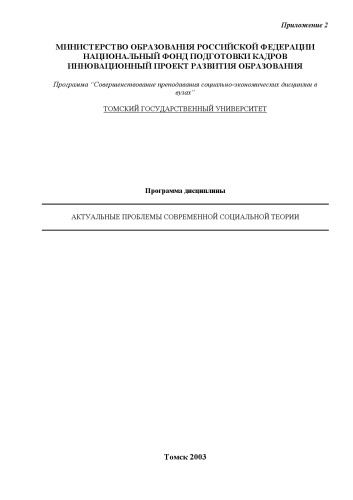 Приложение 2
МИНИСТЕРСТВО ОБРАЗОВАНИЯ РОССИЙСКОЙ ФЕДЕРАЦИИ
НАЦИОНАЛЬНЫЙ ФОНД ПОДГОТОВКИ КАДРОВ
ИННОВАЦИОННЫЙ ПРОЕКТ РАЗВИТИЯ ОБРАЗОВАНИЯ
Программа "Совершенствование преподавания социально-экономических дисциплин в
вузах"
ТОМСКИЙ ГОСУДАРСТВЕННЫЙ УНИВЕРСИТЕТ
Программа дисциплины
АКТУАЛЬНЫЕ ПРОБЛЕМЫ СОВРЕМЕННОЙ СОЦИАЛЬНОЙ ТЕОРИИ
Томск 2003